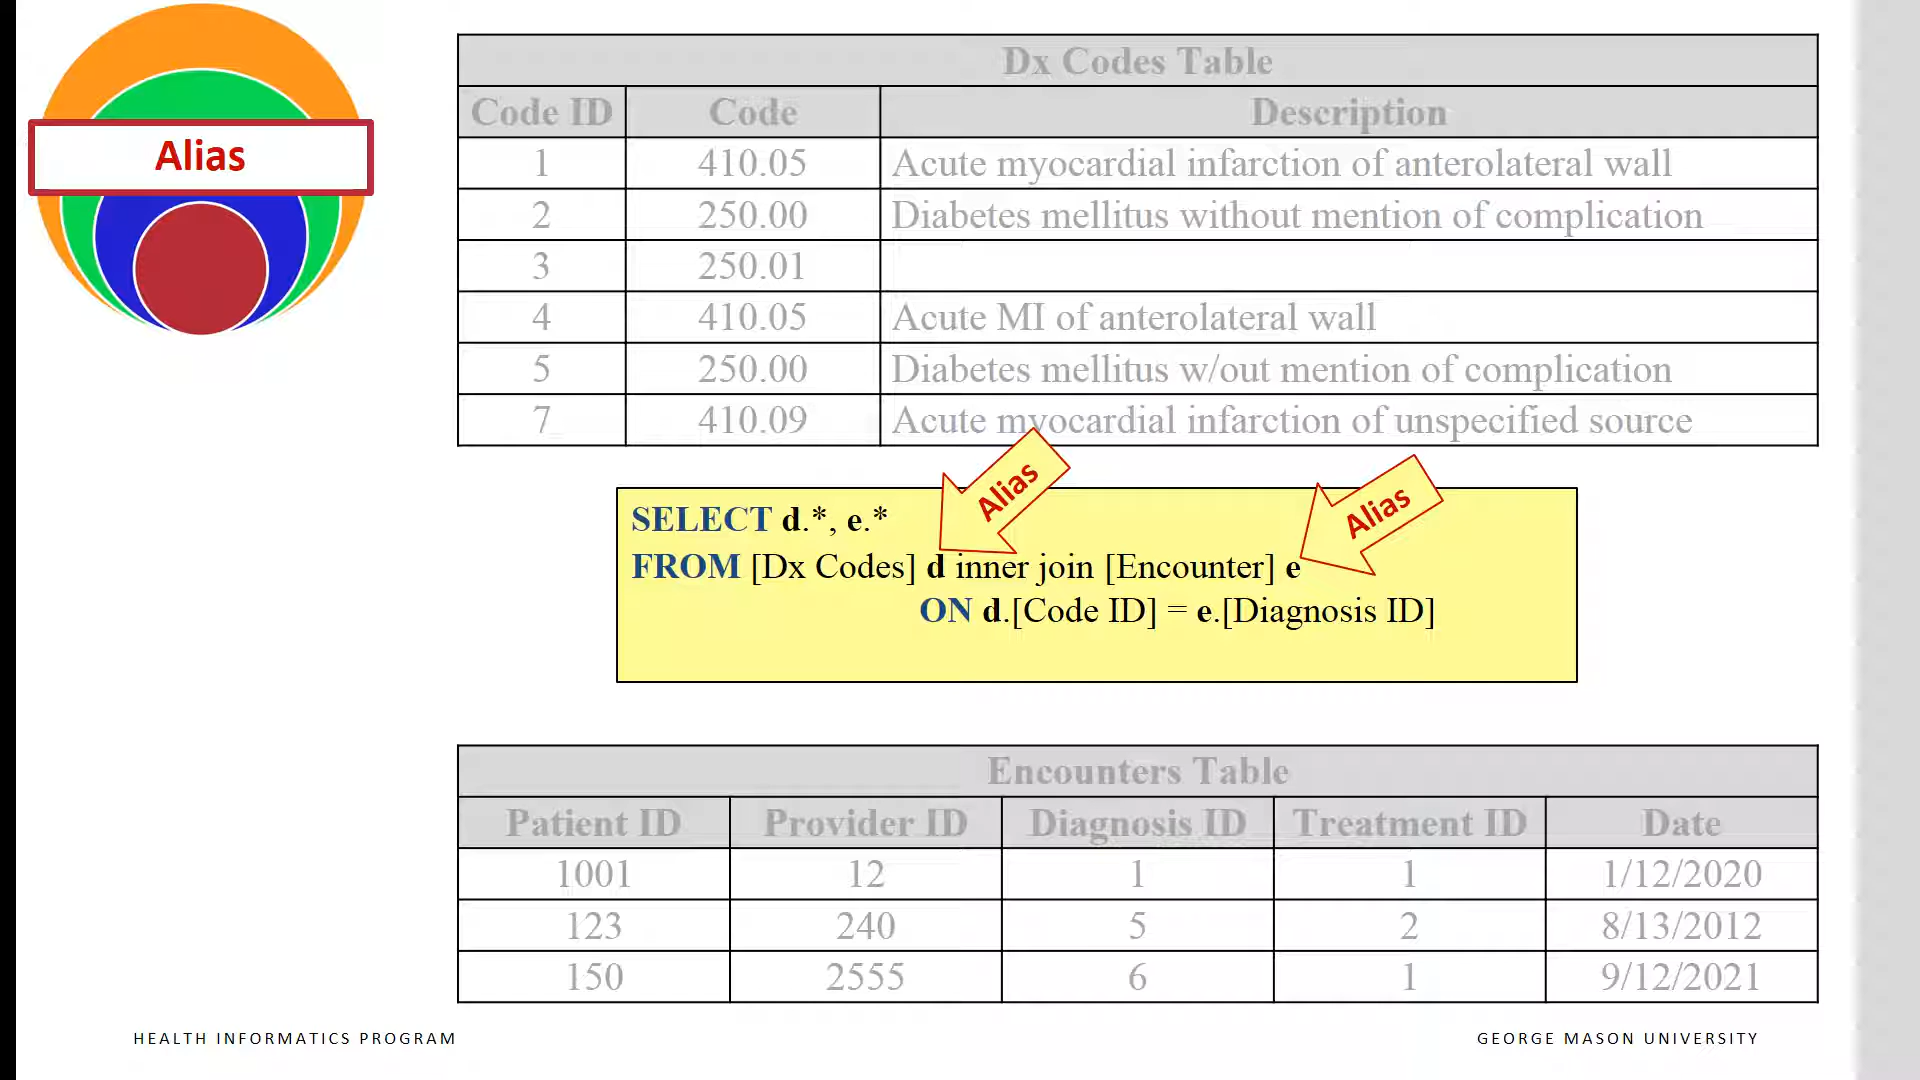 Alias
Dx Codes Table
Code ID Code Description
1 410.05 Acute myocardial infarction of anterolateral wall
2 250.00 Diabetes mellitus without mention of complication
3 250.01
4 410.05 Acute MI of anterolateral wall
5 250.00 Diabetes mellitus w/out mention of complication
7 410.09 Acute myocardial infarction of unspecified source
Alias
Alias
SELECT d.*, e.*
FROM [Dx Codes] d inner join [Encounter] e
ON d.[Code ID] = e.[Diagnosis ID]
Encounters Table
Patient ID Provider ID Diagnosis ID Treatment ID Date
1001 12 1 1 1/12/2020
123 240 5 2 8/13/2012
150 2555 6 1 9/12/2021
HEALTH INFORMATICS PROGRAM
GEORGE MASON UNIVERSITY